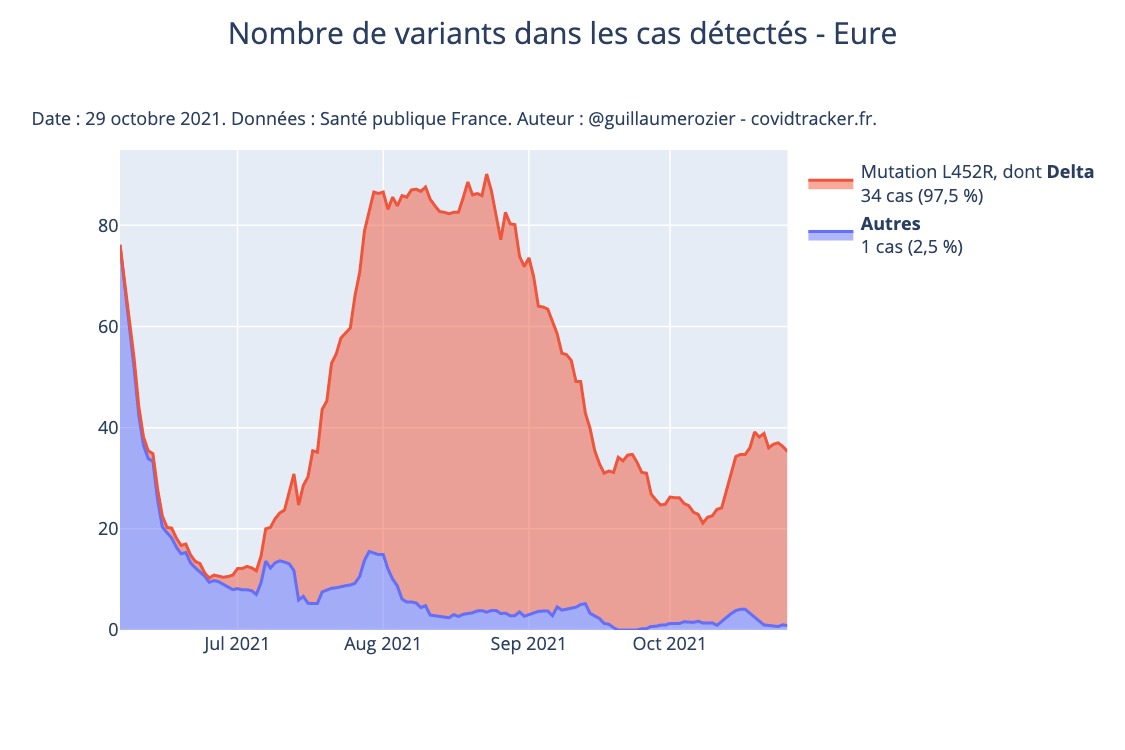 Nombre de variants dans les cas détectés - Eure
Date : 29 octobre 2021. Données : Santé publique France. Auteur : @guillaumerozier - covidtracker.fr.
Mutation L452R, dont Delta
34 cas (97,5 %)
Autres
1 cas (2,5 %)
80
60
40
20
0
Jul 2021 Aug 2021 Sep 2021 Oct 2021